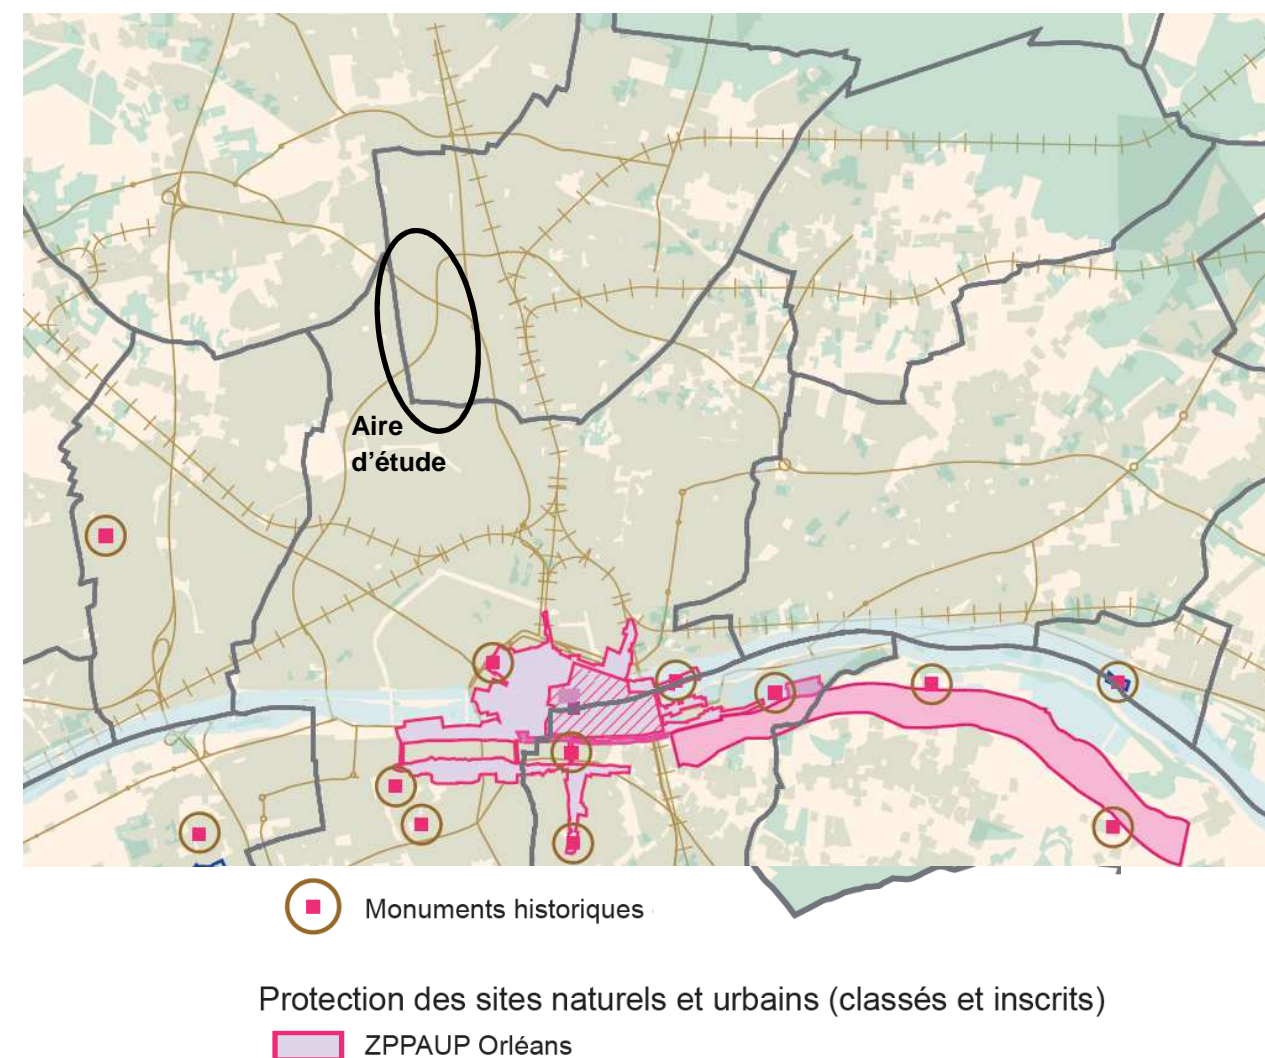 Aire
d'étude
Monuments historiques
Protection des sites naturels et urbains (classés et inscrits)
ZPPAUP Orléans